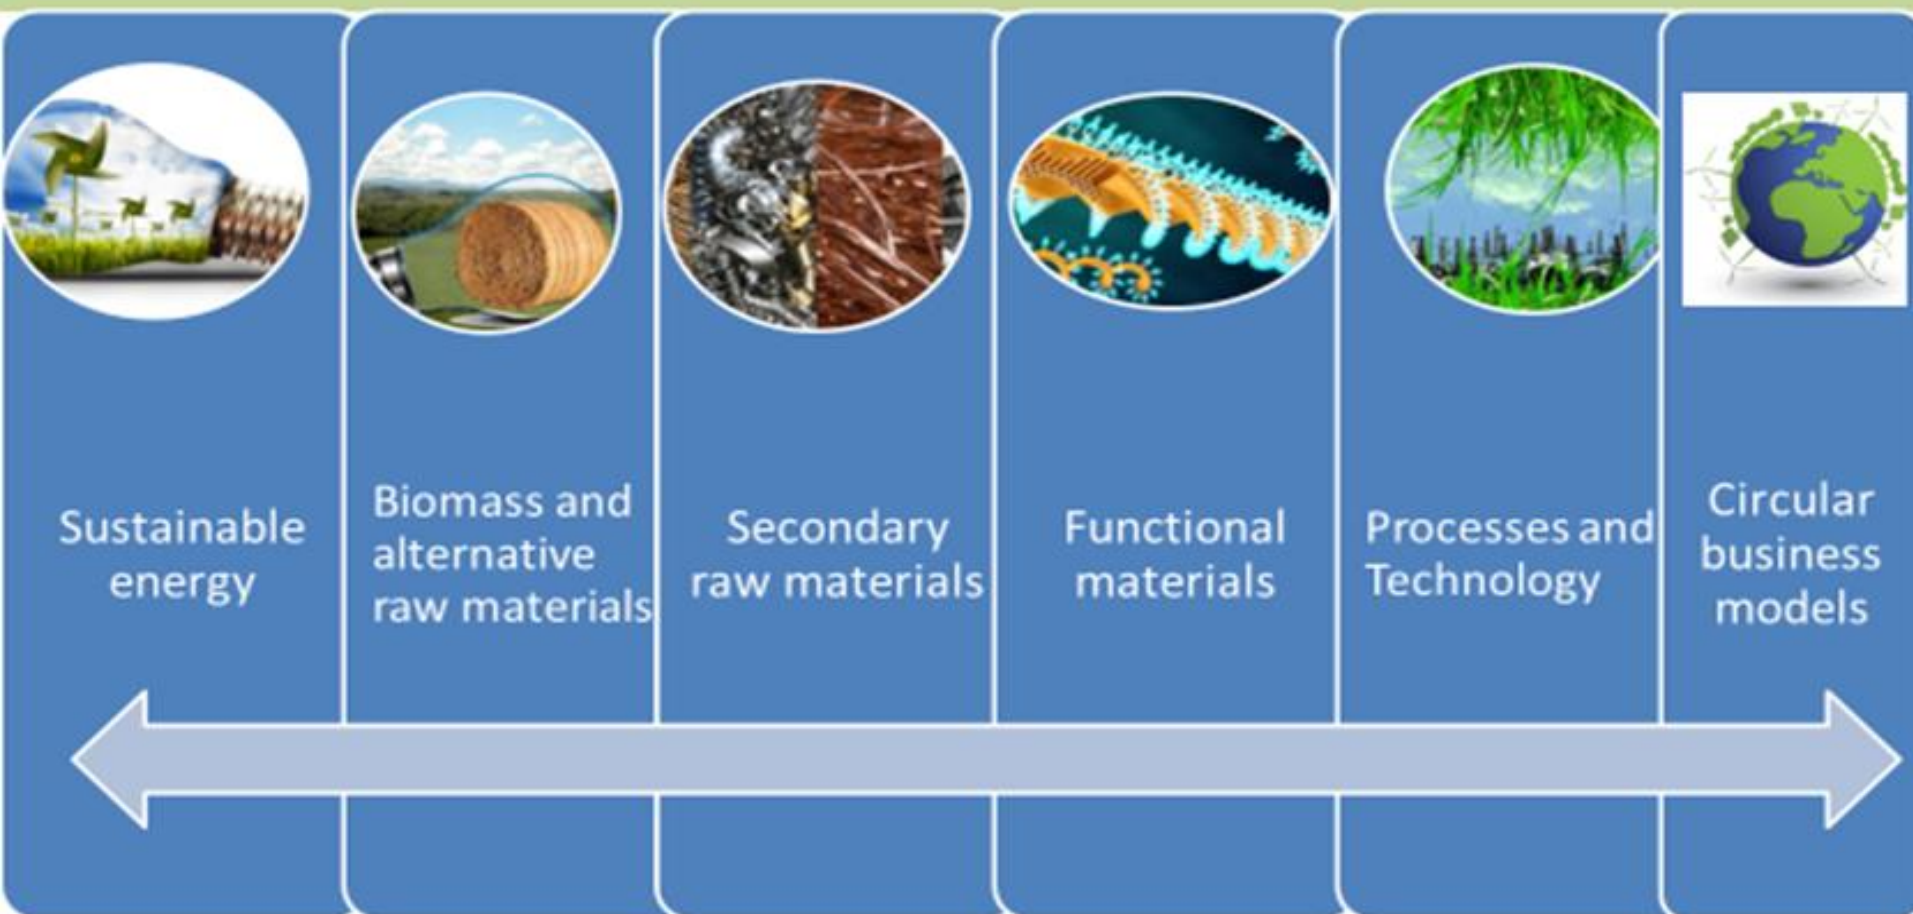 Sustainable
energy
Biomass and
alternative
raw materials
Secondary
raw materials
Functional
materials
Processes and
Technology
Circular
business
models